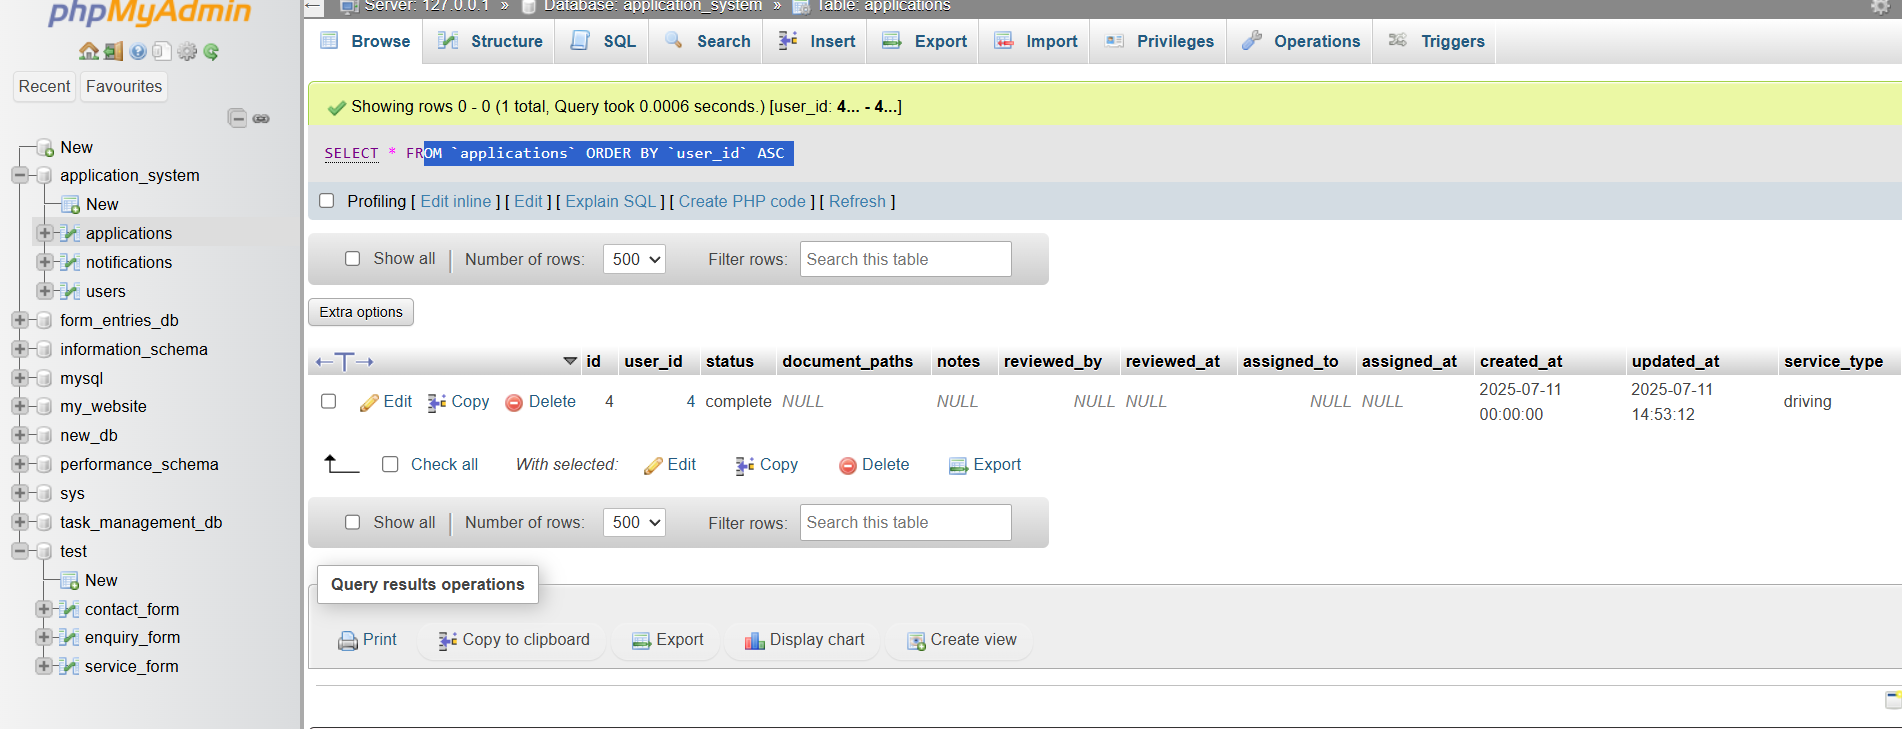 phpMyAdmin
Recent Favourites
New
application_system
New
applications
notifications
users
form_entries_db
information_schema
mysql
my_website
new_db
performance_schema
sys
task_management_db
test
New
contact_form
enquiry_form
service_form
Server: 127.0.0.1 » Database: application_system » Table: applications
Browse Structure SQL Search Insert Export Import Privileges Operations Triggers
Showing rows 0 - 0 (1 total, Query took 0.0006 seconds.) [user_id: 4... - 4...]
SELECT * FROM `applications` ORDER BY `user_id` ASC
Profiling [ Edit inline ] [ Edit ] [ Explain SQL ] [ Create PHP code ] [ Refresh ]
Show all Number of rows: 500 Filter rows: Search this table
Extra options
←T→ id user_id status document_paths notes reviewed_by reviewed_at assigned_to assigned_at created_at updated_at service_type
Edit Copy Delete 4 4 complete NULL NULL NULL NULL NULL NULL 2025-07-11 00:00:00 2025-07-11 14:53:12 driving
Check all With selected: Edit Copy Delete Export
Show all Number of rows: 500 Filter rows: Search this table
Query results operations
Print Copy to clipboard Export Display chart Create view